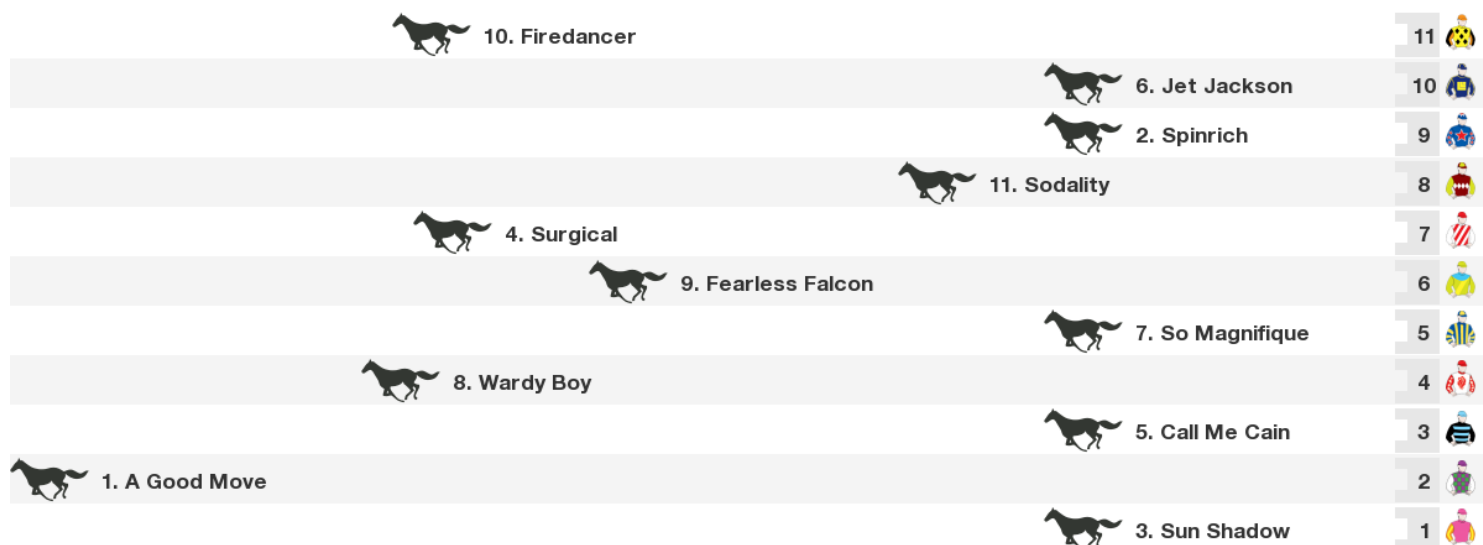 10. Firedancer 11
6. Jet Jackson 10
2. Spinrich 9
11. Sodality 8
4. Surgical 7
9. Fearless Falcon 6
7. So Magnifique 5
8. Wardy Boy 4
5. Call Me Cain 3
1. A Good Move 2
3. Sun Shadow 1